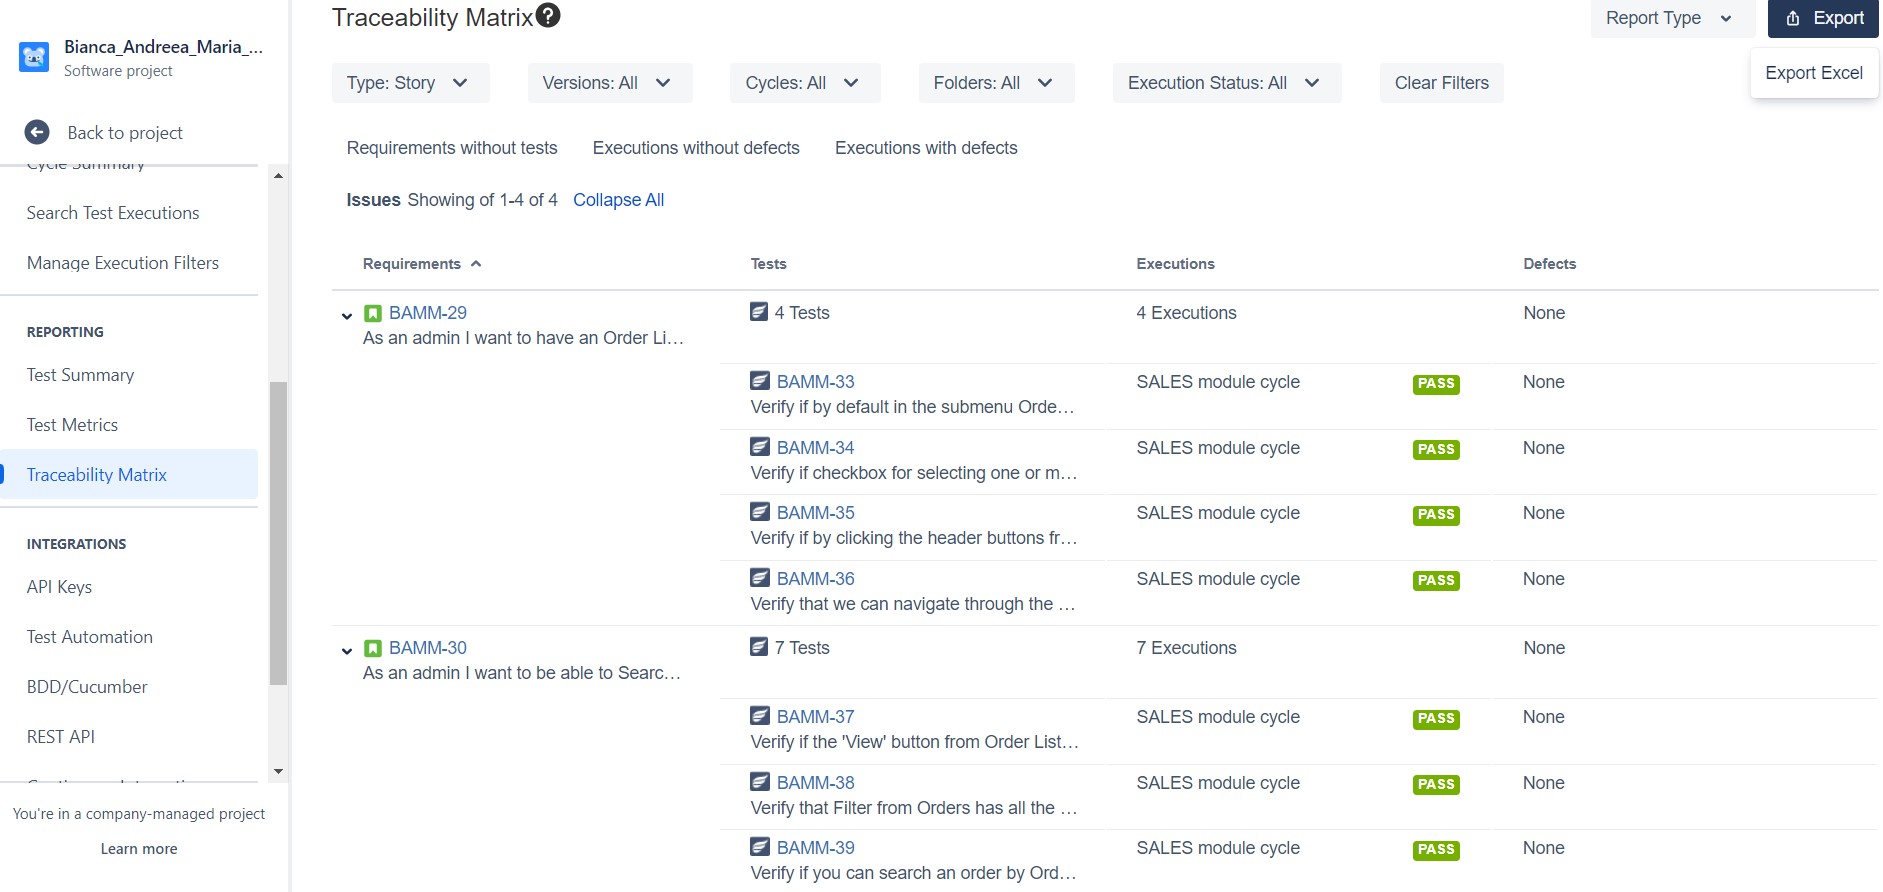 Bianca_Andreea_Maria_...
Software project
Back to project
Cycle Summary
Search Test Executions
Manage Execution Filters
REPORTING
Test Summary
Test Metrics
Traceability Matrix
INTEGRATIONS
API Keys
Test Automation
BDD/Cucumber
REST API
You're in a company-managed project
Learn more
Traceability Matrix ?
Report Type
Export
Export Excel
Type: Story Versions: All Cycles: All Folders: All Execution Status: All Clear Filters
Requirements without tests Executions without defects Executions with defects
Issues Showing of 1-4 of 4 Collapse All
Requirements Tests Executions Defects
BAMM-29 4 Tests 4 Executions None
As an admin I want to have an Order Li...
BAMM-33 SALES module cycle PASS None
Verify if by default in the submenu Orde...
BAMM-34 SALES module cycle PASS None
Verify if checkbox for selecting one or m...
BAMM-35 SALES module cycle PASS None
Verify if by clicking the header buttons fr...
BAMM-36 SALES module cycle PASS None
Verify that we can navigate through the ...
BAMM-30 7 Tests 7 Executions None
As an admin I want to be able to Searc...
BAMM-37 SALES module cycle PASS None
Verify if the 'View' button from Order List...
BAMM-38 SALES module cycle PASS None
Verify that Filter from Orders has all the ...
BAMM-39 SALES module cycle PASS None
Verify if you can search an order by Ord...